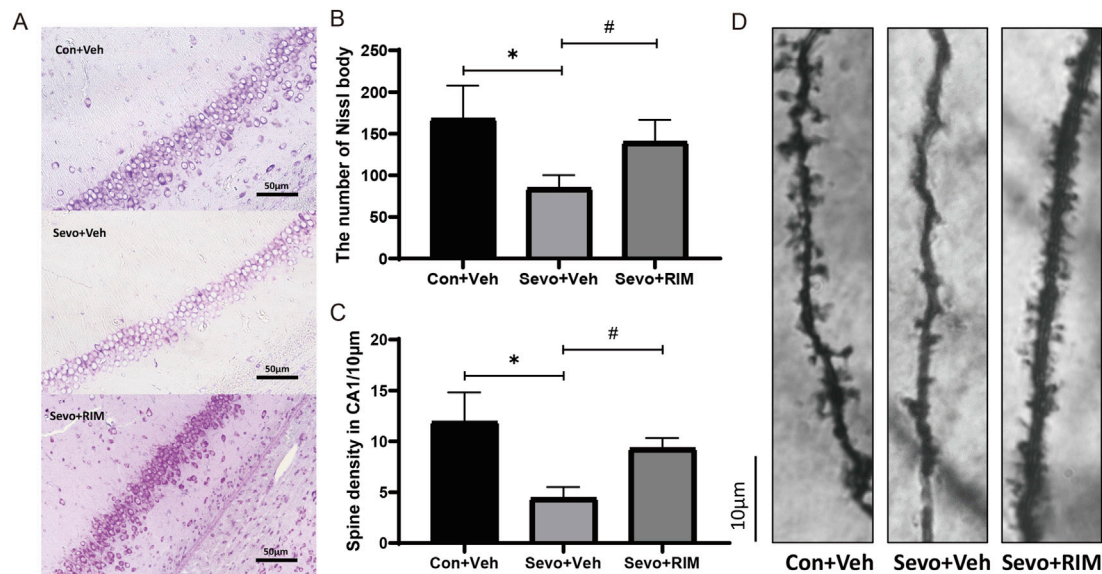 A
Con+Veh
50μm
Sevo+Veh
50μm
Sevo+RIM
50μm
B
The number of Nissl body
250
200
150
100
50
0
*
#
Con+Veh Sevo+Veh Sevo+RIM
C
Spine density in CA1/10μm
20
15
10
5
0
*
#
Con+Veh Sevo+Veh Sevo+RIM
D
10μm
Con+Veh Sevo+Veh Sevo+RIM